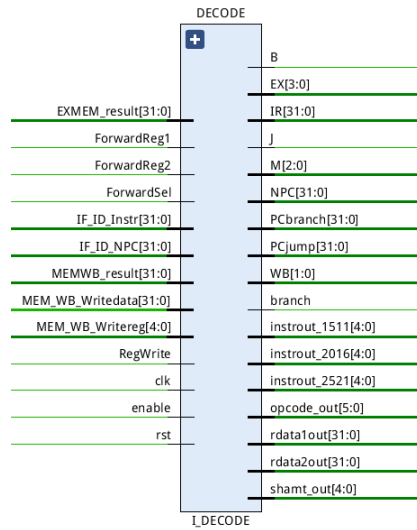 DECODE
EXMEM_result[31:0]
ForwardReg1
ForwardReg2
ForwardSel
IF_ID_Instr[31:0]
IF_ID_NPC[31:0]
MEMWB_result[31:0]
MEM_WB_Writedata[31:0]
MEM_WB_Writereg[4:0]
RegWrite
clk
enable
rst
B
EX[3:0]
IR[31:0]
J
M[2:0]
NPC[31:0]
PCbranch[31:0]
PCjump[31:0]
WB[1:0]
branch
instrout_1511[4:0]
instrout_2016[4:0]
instrout_2521[4:0]
opcode_out[5:0]
rdata1out[31:0]
rdata2out[31:0]
shamt_out[4:0]
I_DECODE